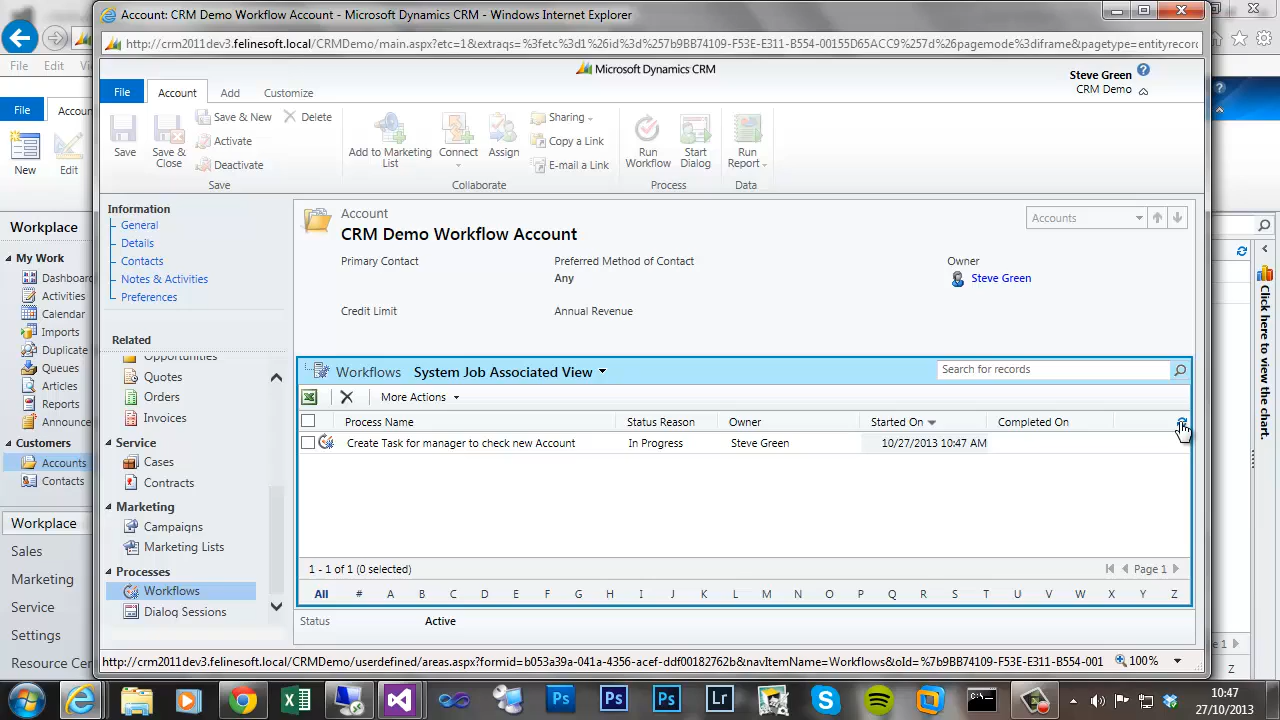 Account: CRM Demo Workflow Account - Microsoft Dynamics CRM - Windows Internet Explorer
http://crm2011dev3.felinesoft.local/CRMDemo/main.aspx?etc=1&extraqs=%3fetc%3d1%26id%3d%257b9BB74109-F53E-E311-B554-00155D65ACC9%257d%26pagemode%3diframe&pagetype=entityrecor
Microsoft Dynamics CRM
Steve Green
CRM Demo
File
Account
Add
Customize
Save
Save & Close
Save & New
Activate
Deactivate
Delete
Save
Add to Marketing List
Connect
Assign
Sharing
Copy a Link
E-mail a Link
Collaborate
Run Workflow
Start Dialog
Process
Run Report
Data
File
Edit
File
Accoun
New
Edit
Workplace
My Work
Dashboar
Activities
Calendar
Imports
Duplicate
Queues
Articles
Reports
Announc
Customers
Accounts
Contacts
Workplace
Sales
Marketing
Service
Settings
Resource Cen
Information
General
Details
Contacts
Notes & Activities
Preferences
Related
Opportunities
Quotes
Orders
Invoices
Service
Cases
Contracts
Marketing
Campaigns
Marketing Lists
Processes
Workflows
Dialog Sessions
Account
CRM Demo Workflow Account
Accounts
Primary Contact
Preferred Method of Contact
Owner
Any
Steve Green
Credit Limit
Annual Revenue
Workflows System Job Associated View
Search for records
More Actions
Process Name Status Reason Owner Started On Completed On
Create Task for manager to check new Account In Progress Steve Green 10/27/2013 10:47 AM
1 - 1 of 1 (0 selected)
Page 1
All # A B C D E F G H I J K L M N O P Q R S T U V W X Y Z
Status Active
Click here to view the chart.
Z
http://crm2011dev3.felinesoft.local/CRMDemo/userdefined/areas.aspx?formid=b053a39a-041a-4356-acef-ddf00182762b&navItemName=Workflows&oId=%7b9BB74109-F53E-E311-B554-001
100%
Ps
Ps
Ps
Lr
10:47
27/10/2013